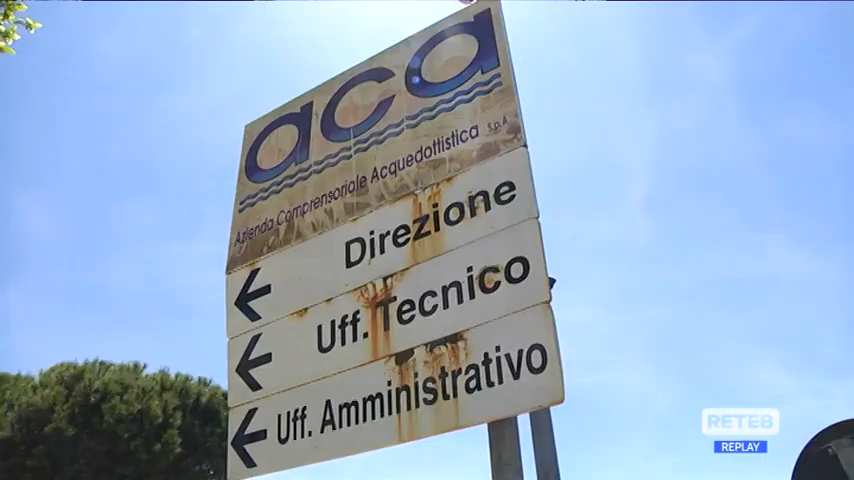 aca
Azienda Comprensoriale Acquedottistica S.p.A.
Direzione
Uff. Tecnico
Uff. Amministrativo
RETE8
REPLAY